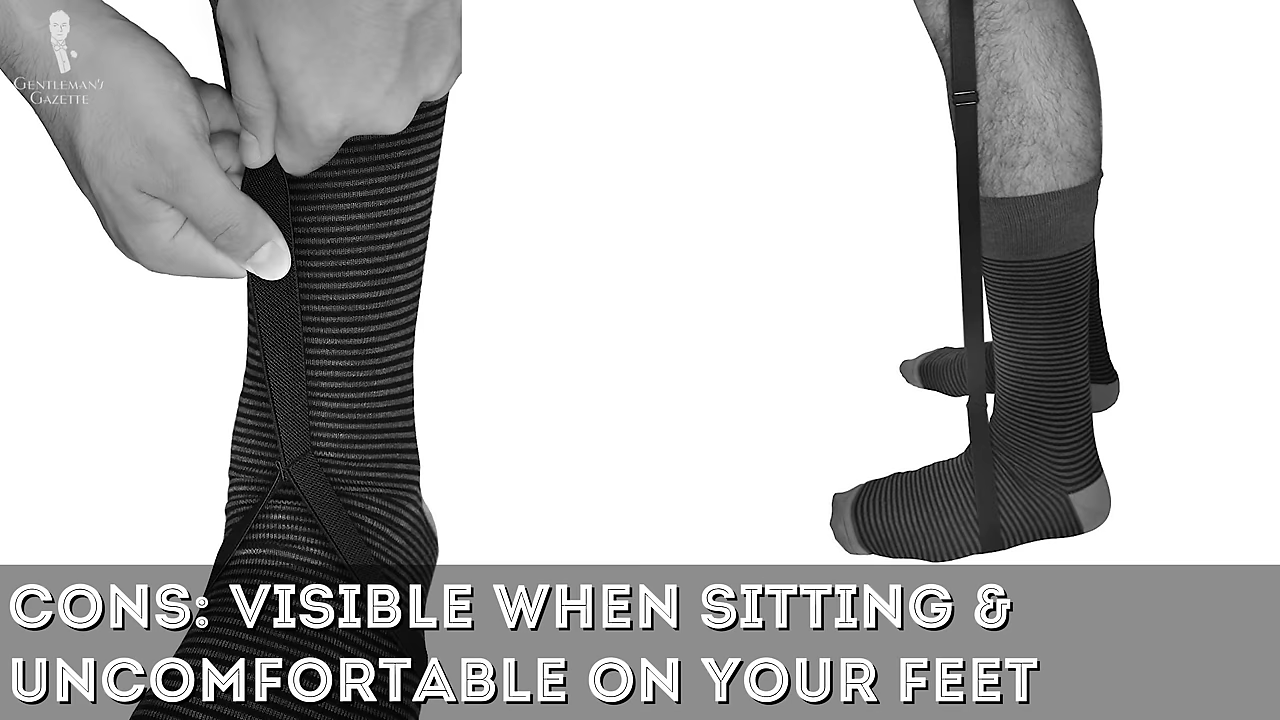 GENTLEMAN'S
GAZETTE
CONS: VISIBLE WHEN SITTING &
UNCOMFORTABLE ON YOUR FEET